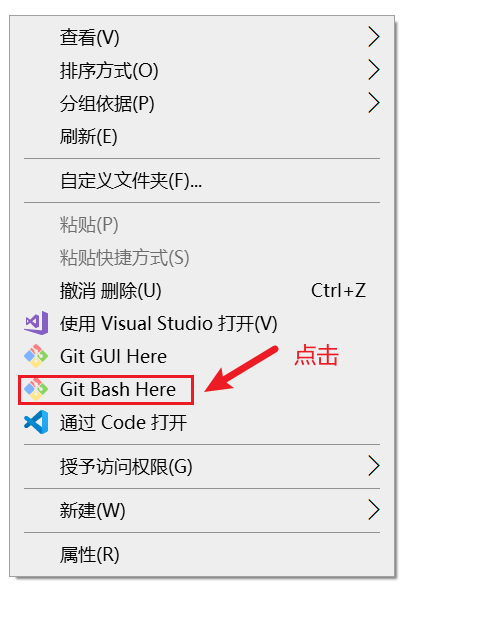 查看(V)
排序方式(O)
分组依据(P)
刷新(E)
自定义文件夹(F)...
粘贴(P)
粘贴快捷方式(S)
撤消 删除(U) Ctrl+Z
使用 Visual Studio 打开(V)
Git GUI Here
点击
Git Bash Here
通过 Code 打开
授予访问权限(G)
新建(W)
属性(R)